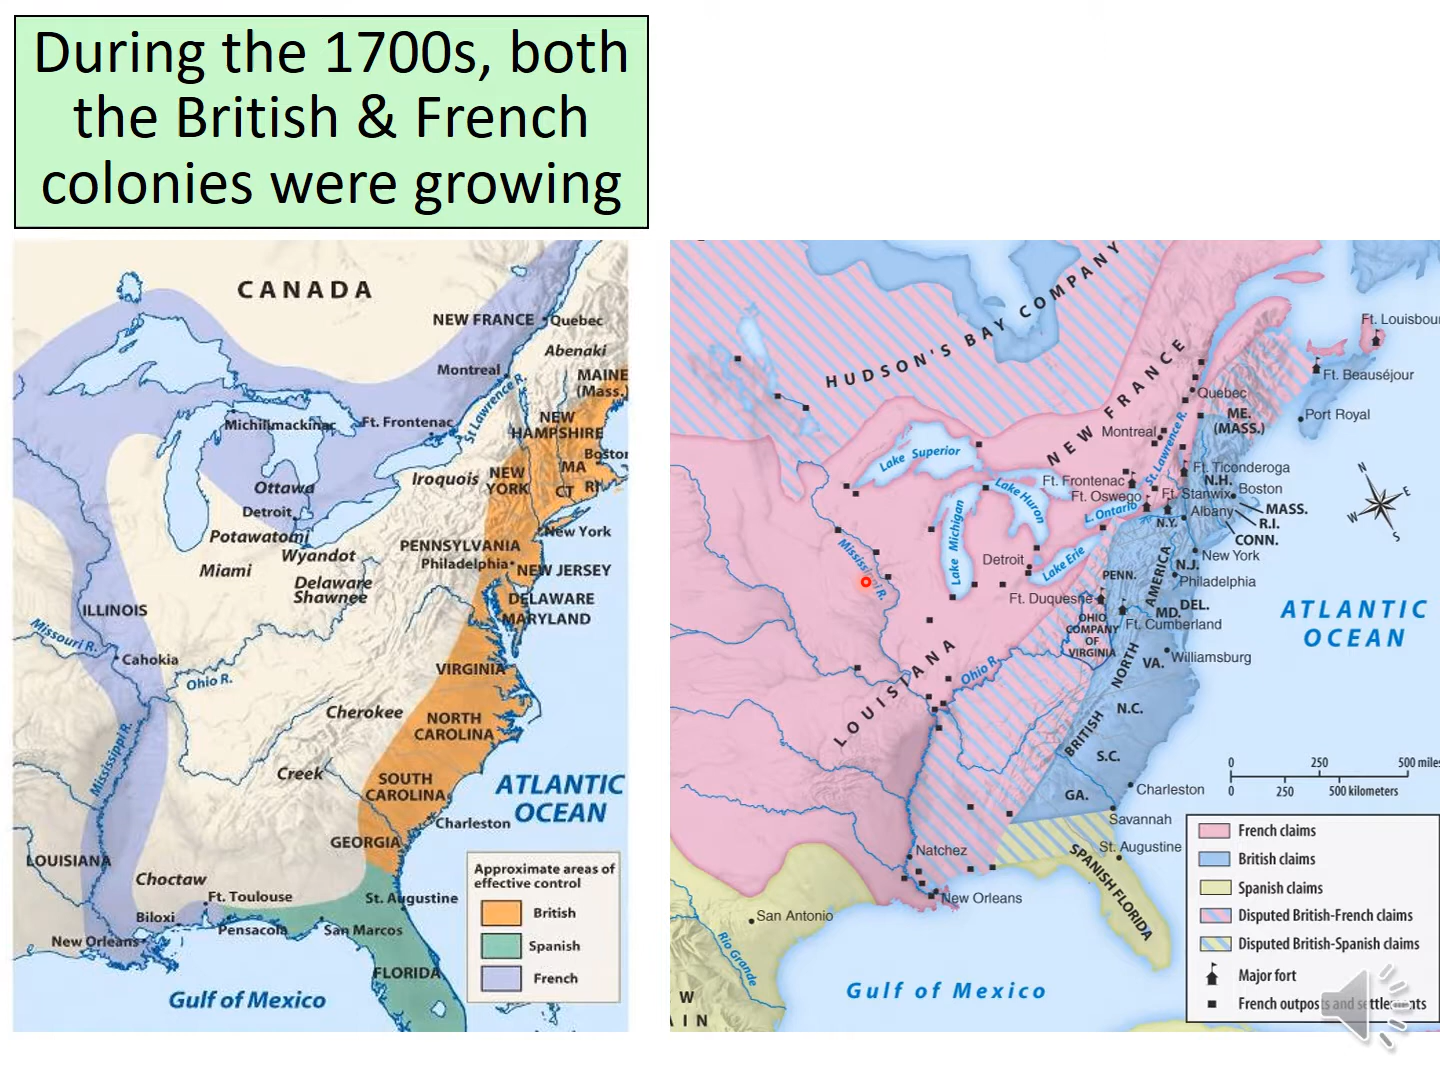 During the 1700s, both
the British & French
colonies were growing
CANADA
NEW FRANCE
Quebec
Abenaki
Montreal
MAINE
(Mass.)
St. Lawrence R.
Michilimackinac
Ft. Frontenac
NEW
HAMPSHIRE
Boston
Iroquois
NEW
YORK
MA
CT
RI
Ottawa
Detroit
Potawatomi
Wyandot
New York
PENNSYLVANIA
Philadelphia
NEW JERSEY
Miami
Delaware
Shawnee
DELAWARE
MARYLAND
ILLINOIS
Missouri R.
Cahokia
Ohio R.
VIRGINIA
Cherokee
NORTH
CAROLINA
Mississippi R.
Creek
SOUTH
CAROLINA
ATLANTIC
OCEAN
Charleston
GEORGIA
LOUISIANA
Choctaw
Ft. Toulouse
St. Augustine
Biloxi
Pensacola
San Marcos
New Orleans
FLORIDA
Gulf of Mexico
Approximate areas of
effective control
British
Spanish
French
HUDSON'S BAY COMPANY
NEW FRANCE
Ft. Louisbour
Ft. Beauséjour
Quebec
Port Royal
ME.
(MASS.)
Montreal
St. Lawrence R.
Lake Superior
Ft. Ticonderoga
Ft. Frontenac
N.H.
Lake Huron
Ft. Oswego
Ft. Stanwix
Boston
L. Ontario
Albany
MASS.
N.Y.
R.I.
CONN.
Lake Michigan
Mississi i R.
Detroit
Lake Erie
New York
N.J.
PENN.
Philadelphia
Ft. Duquesne
MD.
DEL.
OHIO
COMPANY
OF
VIRGINIA
Ft. Cumberland
ATLANTIC
OCEAN
LOUISIANA
Ohio R.
VA.
Williamsburg
BRITISH NORTH AMERICA
N.C.
S.C.
GA.
Charleston
Savannah
St. Augustine
SPANISH FLORIDA
Natchez
New Orleans
San Antonio
Rio Grande
Gulf of Mexico
W
IN
N
E
W
S
0 250 500 miles
0 250 500 kilometers
French claims
British claims
Spanish claims
Disputed British-French claims
Disputed British-Spanish claims
Major fort
French outposts and settlements